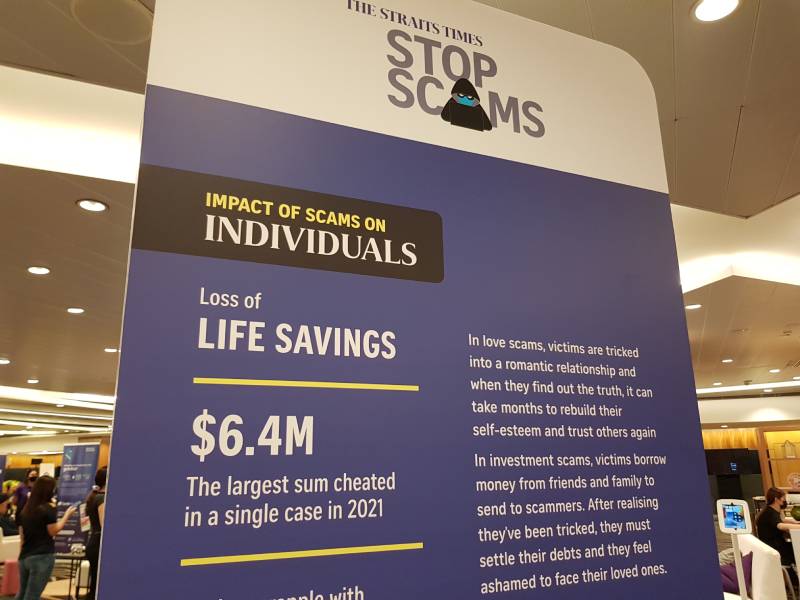 THE STRAITS TIMES
STOP
SCAMS
IMPACT OF SCAMS ON
INDIVIDUALS
Loss of
LIFE SAVINGS
$6.4M
The largest sum cheated
in a single case in 2021
with
In love scams, victims are tricked
into a romantic relationship and
when they find out the truth, it can
take months to rebuild their
self-esteem and trust others again
In investment scams, victims borrow
money from friends and family to
send to scammers. After realising
they've been tricked, they must
settle their debts and they feel
ashamed to face their loved ones.